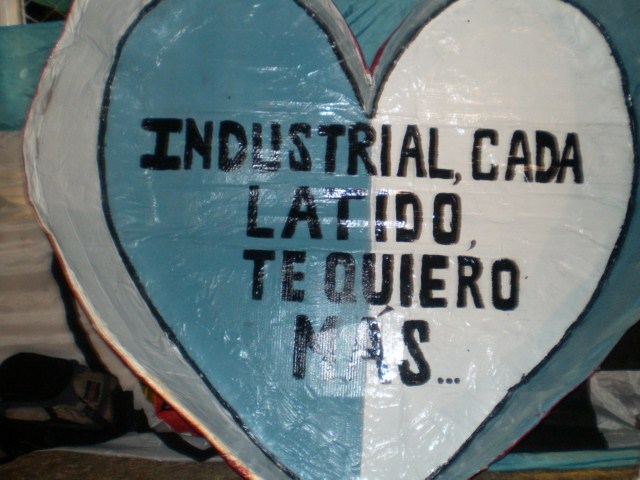 INDUSTRIAL, CADA
LATIDO,
TE QUIERO
MÁS...